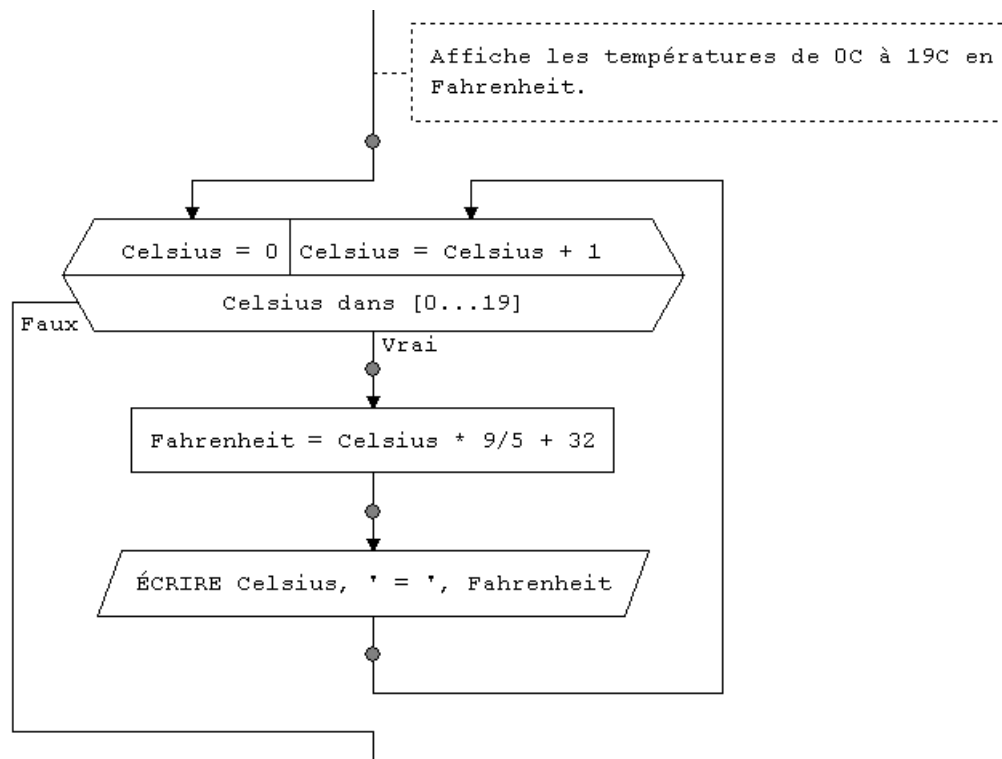 Affiche les températures de 0C à 19C en
Fahrenheit.
Celsius = 0
Celsius = Celsius + 1
Celsius dans [0...19]
Faux
Vrai
Fahrenheit = Celsius * 9/5 + 32
ÉCRIRE Celsius, ' = ', Fahrenheit